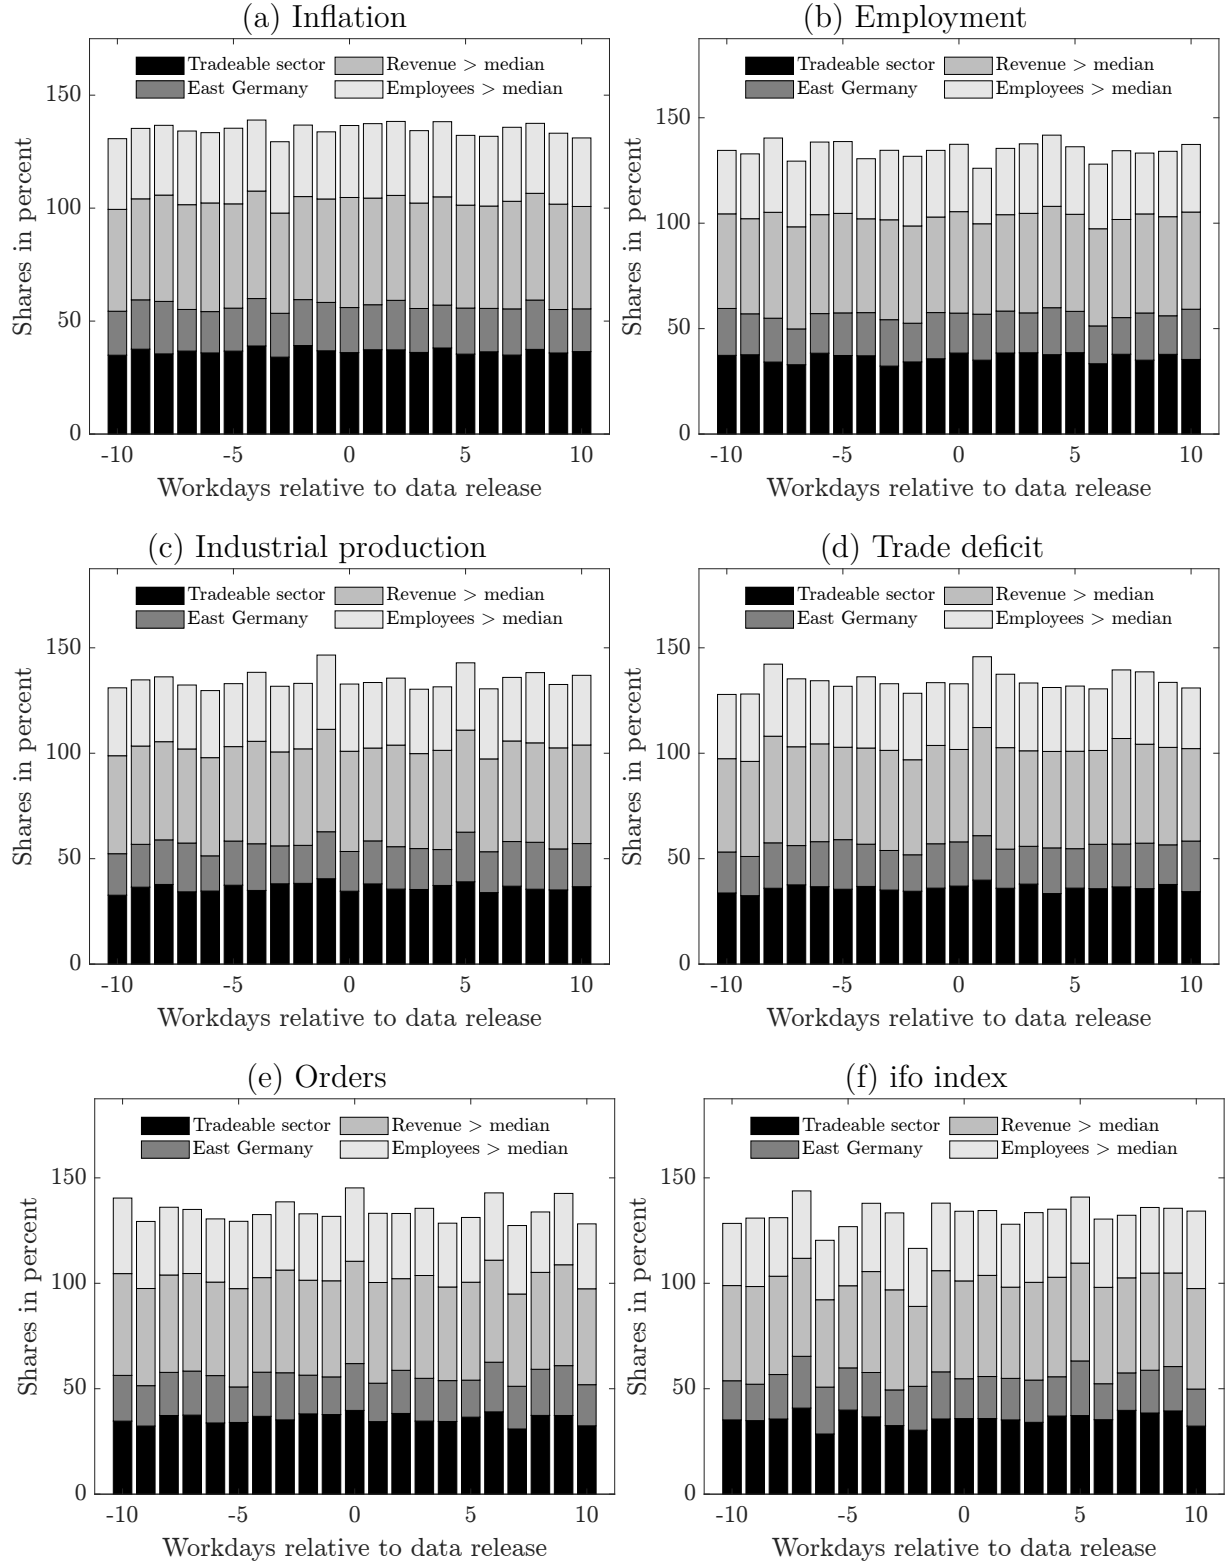 (a) Inflation
Tradeable sector
East Germany
Revenue > median
Employees > median
150
100
50
0
Shares in percent
-10 -5 0 5 10
Workdays relative to data release
(b) Employment
Tradeable sector
East Germany
Revenue > median
Employees > median
150
100
50
0
Shares in percent
-10 -5 0 5 10
Workdays relative to data release
(c) Industrial production
Tradeable sector
East Germany
Revenue > median
Employees > median
150
100
50
0
Shares in percent
-10 -5 0 5 10
Workdays relative to data release
(d) Trade deficit
Tradeable sector
East Germany
Revenue > median
Employees > median
150
100
50
0
Shares in percent
-10 -5 0 5 10
Workdays relative to data release
(e) Orders
Tradeable sector
East Germany
Revenue > median
Employees > median
150
100
50
0
Shares in percent
-10 -5 0 5 10
Workdays relative to data release
(f) ifo index
Tradeable sector
East Germany
Revenue > median
Employees > median
150
100
50
0
Shares in percent
-10 -5 0 5 10
Workdays relative to data release